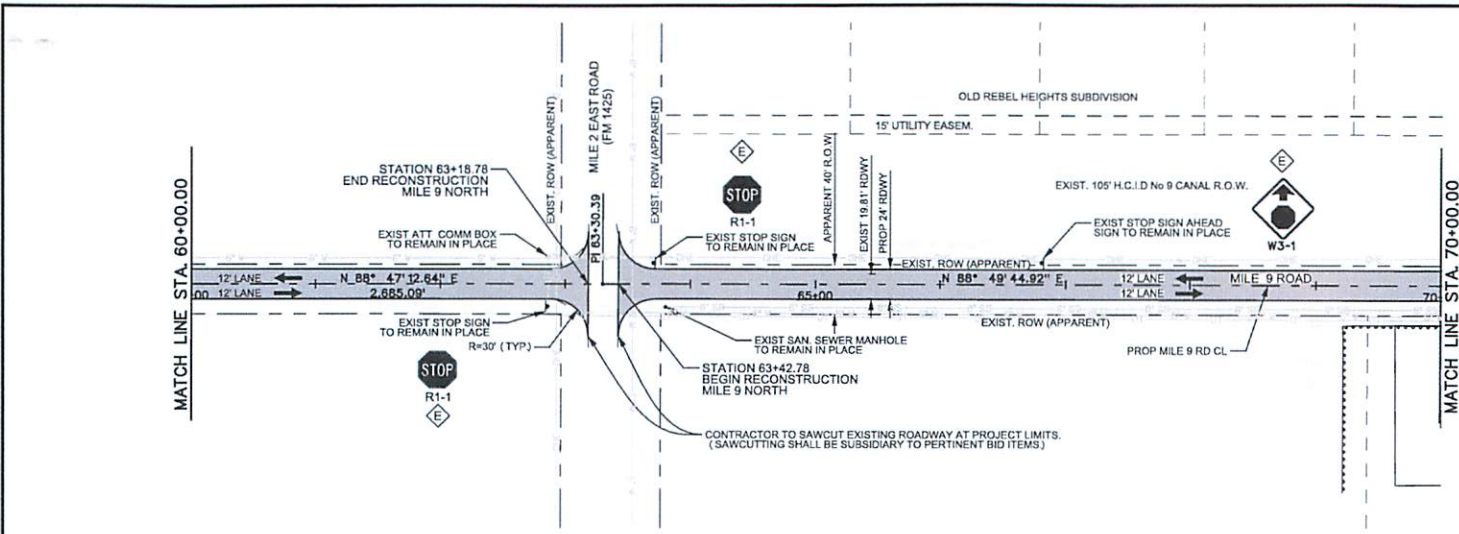 OLD REBEL HEIGHTS SUBDIVISION
15' UTILITY EASEM.
MATCH LINE STA. 60+00.00
STATION 63+18.78
END RECONSTRUCTION
MILE 9 NORTH
EXIST. ROW (APPARENT)
PI 63+30.39
MILE 2 EAST ROAD
(FM 1425)
EXIST. ROW (APPARENT)
E
STOP
R1-1
APPARENT 40' R.O.W.
EXIST 19.81' RDWY
PROP 24' RDWY
EXIST. 105' H.C.I.D No 9 CANAL R.O.W.
E
W3-1
EXIST ATT COMM BOX
TO REMAIN IN PLACE
EXIST STOP SIGN
TO REMAIN IN PLACE
EXIST STOP SIGN AHEAD
SIGN TO REMAIN IN PLACE
EXIST. ROW (APPARENT)
12' LANE
N 88° 47' 12.64" E
12' LANE
2,685.09'
00
65+00
N 88° 49' 44.92" E
12' LANE
12' LANE
MILE 9 ROAD
70
MATCH LINE STA. 70+00.00
EXIST STOP SIGN
TO REMAIN IN PLACE
R=30' (TYP.)
EXIST. ROW (APPARENT)
EXIST SAN. SEWER MANHOLE
TO REMAIN IN PLACE
PROP MILE 9 RD CL
STOP
R1-1
E
STATION 63+42.78
BEGIN RECONSTRUCTION
MILE 9 NORTH
CONTRACTOR TO SAWCUT EXISTING ROADWAY AT PROJECT LIMITS.
(SAWCUTTING SHALL BE SUBSIDIARY TO PERTINENT BID ITEMS)